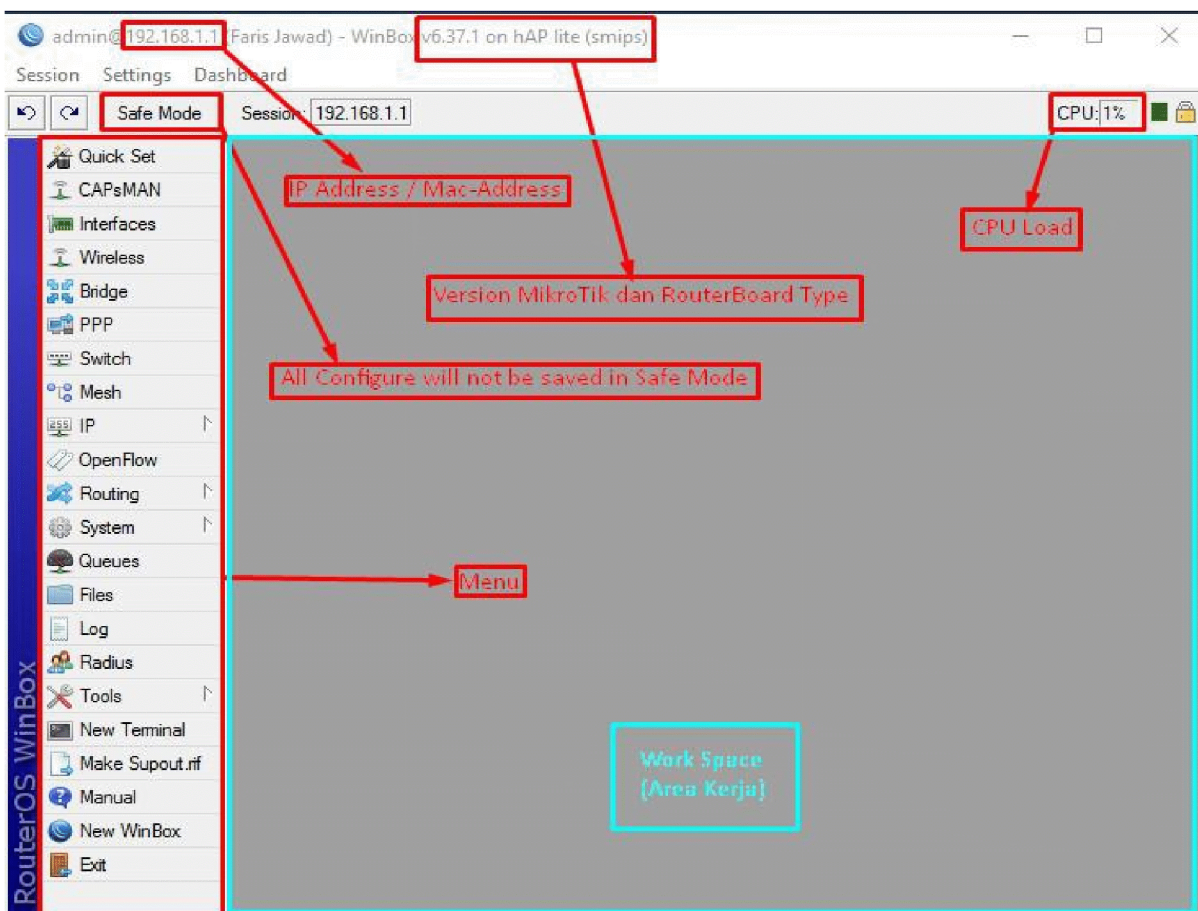 admin@192.168.1.1 (Faris Jawad) - WinBox v6.37.1 on hAP lite (smips)
Session Settings Dashboard
Safe Mode Session: 192.168.1.1 CPU: 1%
Quick Set
CAPsMAN
Interfaces
Wireless
Bridge
PPP
Switch
Mesh
IP
OpenFlow
Routing
System
Queues
Files
Log
Radius
Tools
New Terminal
Make Supout.rif
Manual
New WinBox
Exit
RouterOS WinBox
IP Address / Mac-Address
CPU Load
Version MikroTik dan RouterBoard Type
All Configure will not be saved in Safe Mode
Menu
Work Space
(Area Kerja)